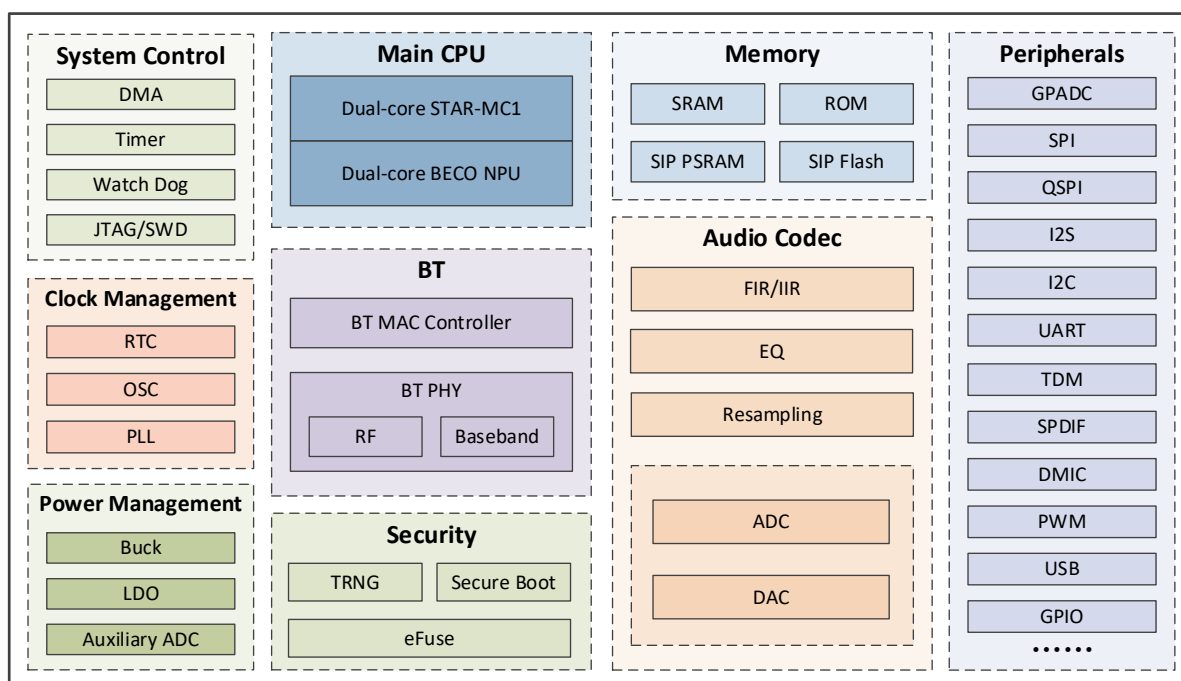 System Control
DMA
Timer
Watch Dog
JTAG/SWD
Clock Management
RTC
OSC
PLL
Power Management
Buck
LDO
Auxiliary ADC
Main CPU
Dual-core STAR-MC1
Dual-core BECO NPU
BT
BT MAC Controller
BT PHY
RF
Baseband
Security
TRNG
Secure Boot
eFuse
Memory
SRAM
ROM
SIP PSRAM
SIP Flash
Audio Codec
FIR/IIR
EQ
Resampling
ADC
DAC
Peripherals
GPADC
SPI
QSPI
I2S
I2C
UART
TDM
SPDIF
DMIC
PWM
USB
GPIO
……